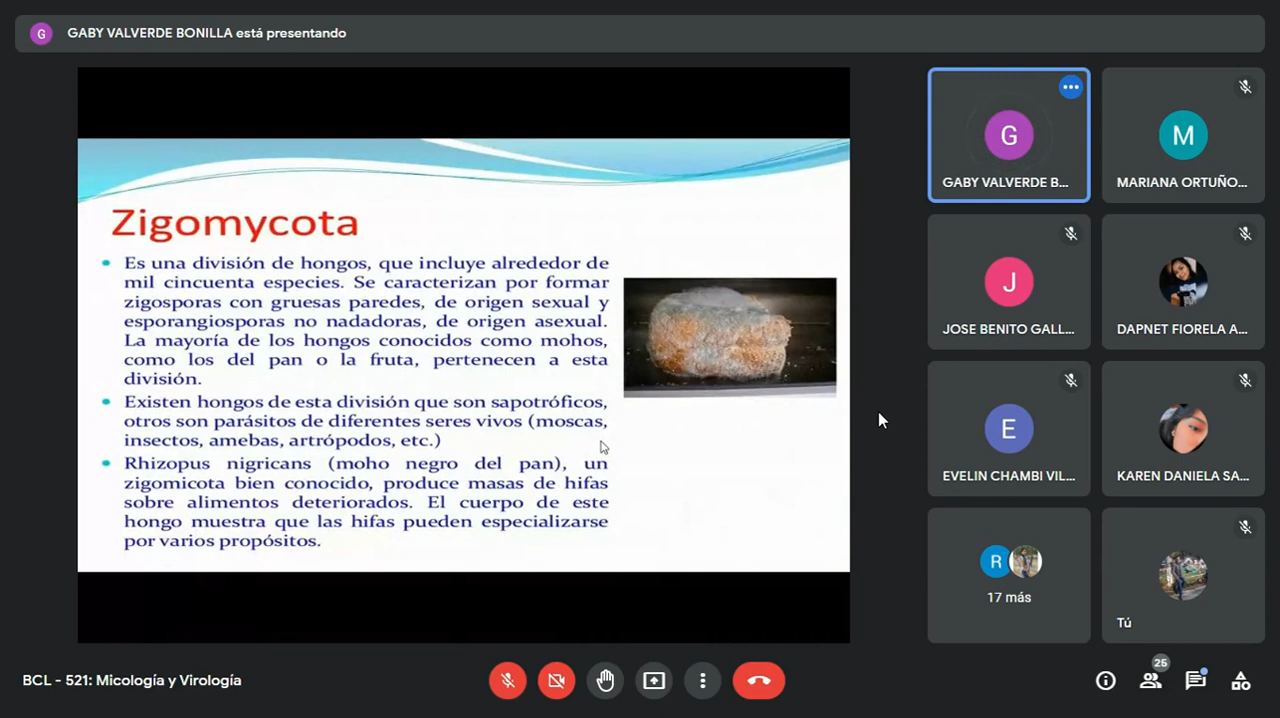 G
GABY VALVERDE BONILLA está presentando
Zigomycota
Es una división de hongos, que incluye alrededor de
mil cincuenta especies. Se caracterizan por formar
zigosporas con gruesas paredes, de origen sexual y
esporangiosporas no nadadoras, de origen asexual.
La mayoría de los hongos conocidos como mohos,
como los del pan o la fruta, pertenecen a esta
división.
Existen hongos de esta división que son sapotróficos,
otros son parásitos de diferentes seres vivos (moscas,
insectos, amebas, artrópodos, etc.)
Rhizopus nigricans (moho negro del pan), un
zigomicota bien conocido, produce masas de hifas
sobre alimentos deteriorados. El cuerpo de este
hongo muestra que las hifas pueden especializarse
por varios propósitos.
G
GABY VALVERDE B...
M
MARIANA ORTUÑO...
J
JOSE BENITO GALL...
DAPNET FIORELA A...
E
EVELIN CHAMBI VIL...
KAREN DANIELA SA...
R
17 más
Tú
BCL - 521: Micología y Virología
25